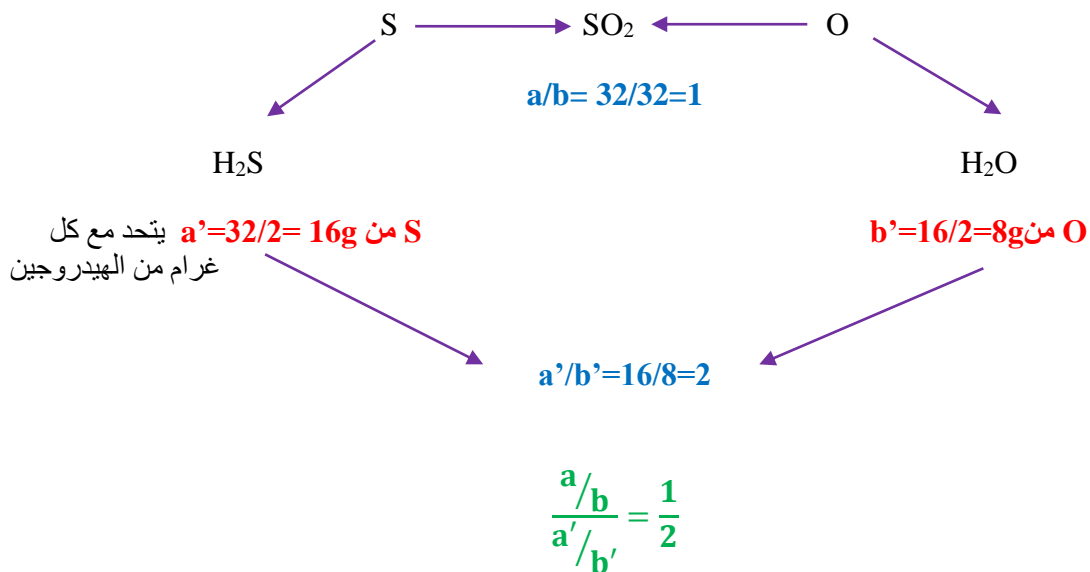 S SO₂ O
a/b= 32/32=1
H₂S H₂O
a’=32/2= 16g من S يتحد مع كل
غرام من الهيدروجين
b’=16/2=8g من O
a’/b’=16/8=2
(a/b)/(a′/b′) = 1/2